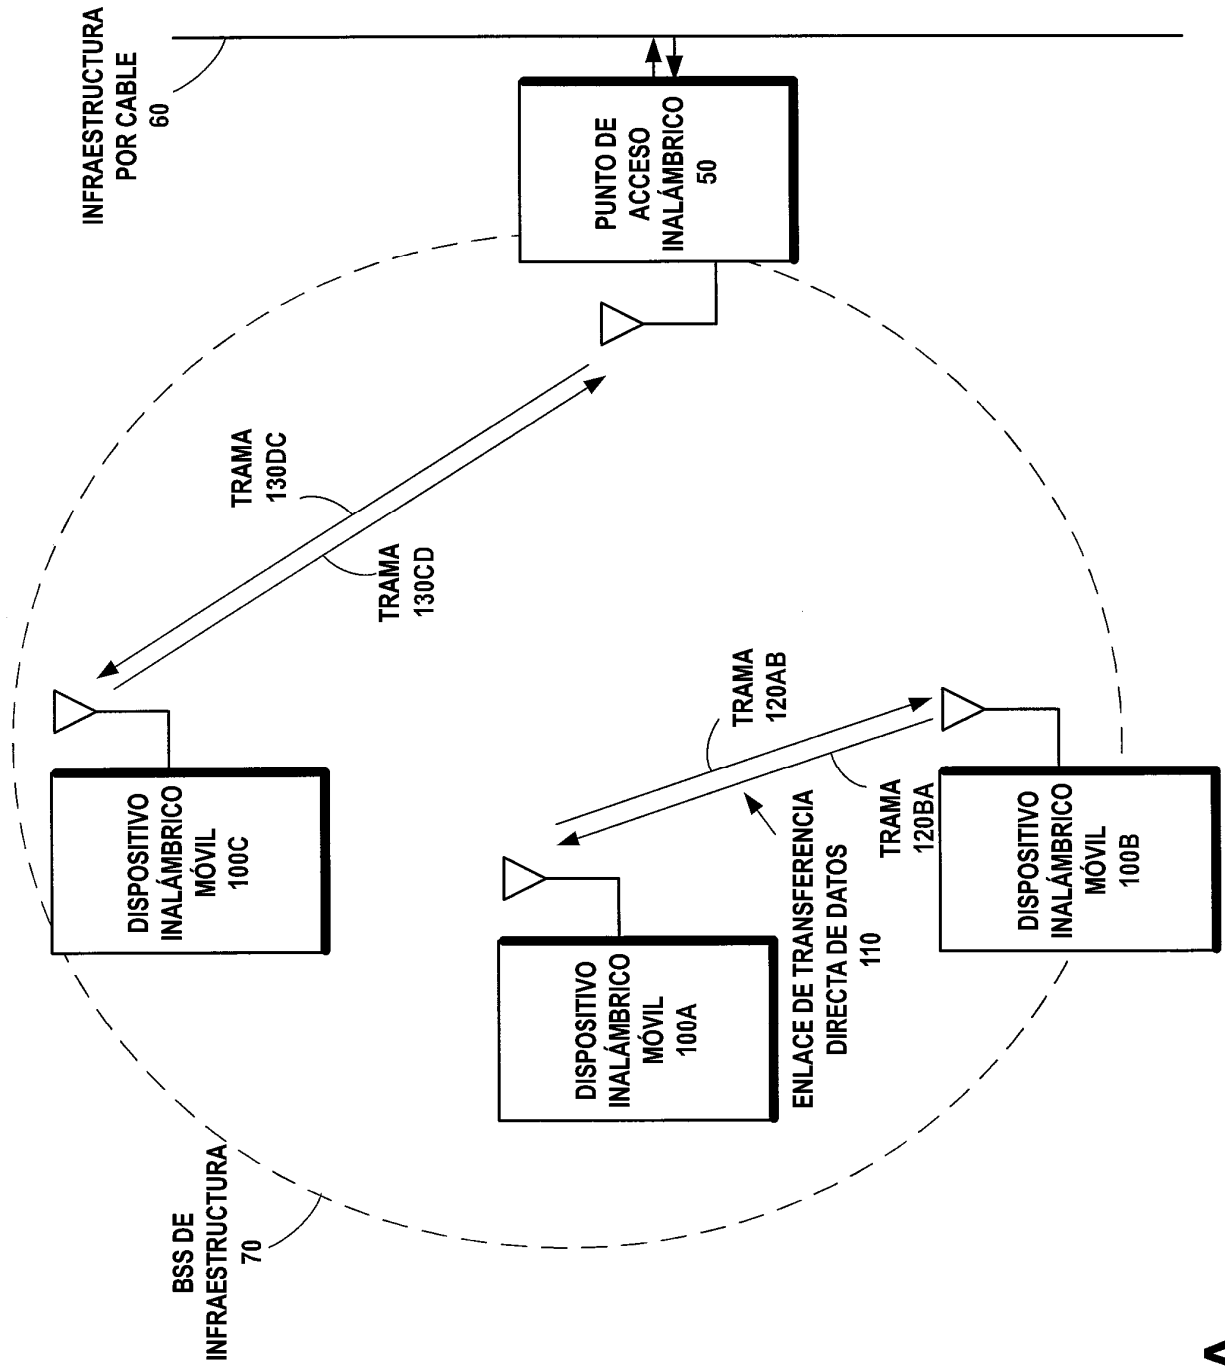 INFRAESTRUCTURA
POR CABLE
60
PUNTO DE
ACCESO
INALÁMBRICO
50
TRAMA
130DC
TRAMA
130CD
DISPOSITIVO
INALÁMBRICO
MÓVIL
100C
TRAMA
120AB
TRAMA
120BA
ENLACE DE TRANSFERENCIA
DIRECTA DE DATOS
110
DISPOSITIVO
INALÁMBRICO
MÓVIL
100A
DISPOSITIVO
INALÁMBRICO
MÓVIL
100B
BSS DE
INFRAESTRUCTURA
70